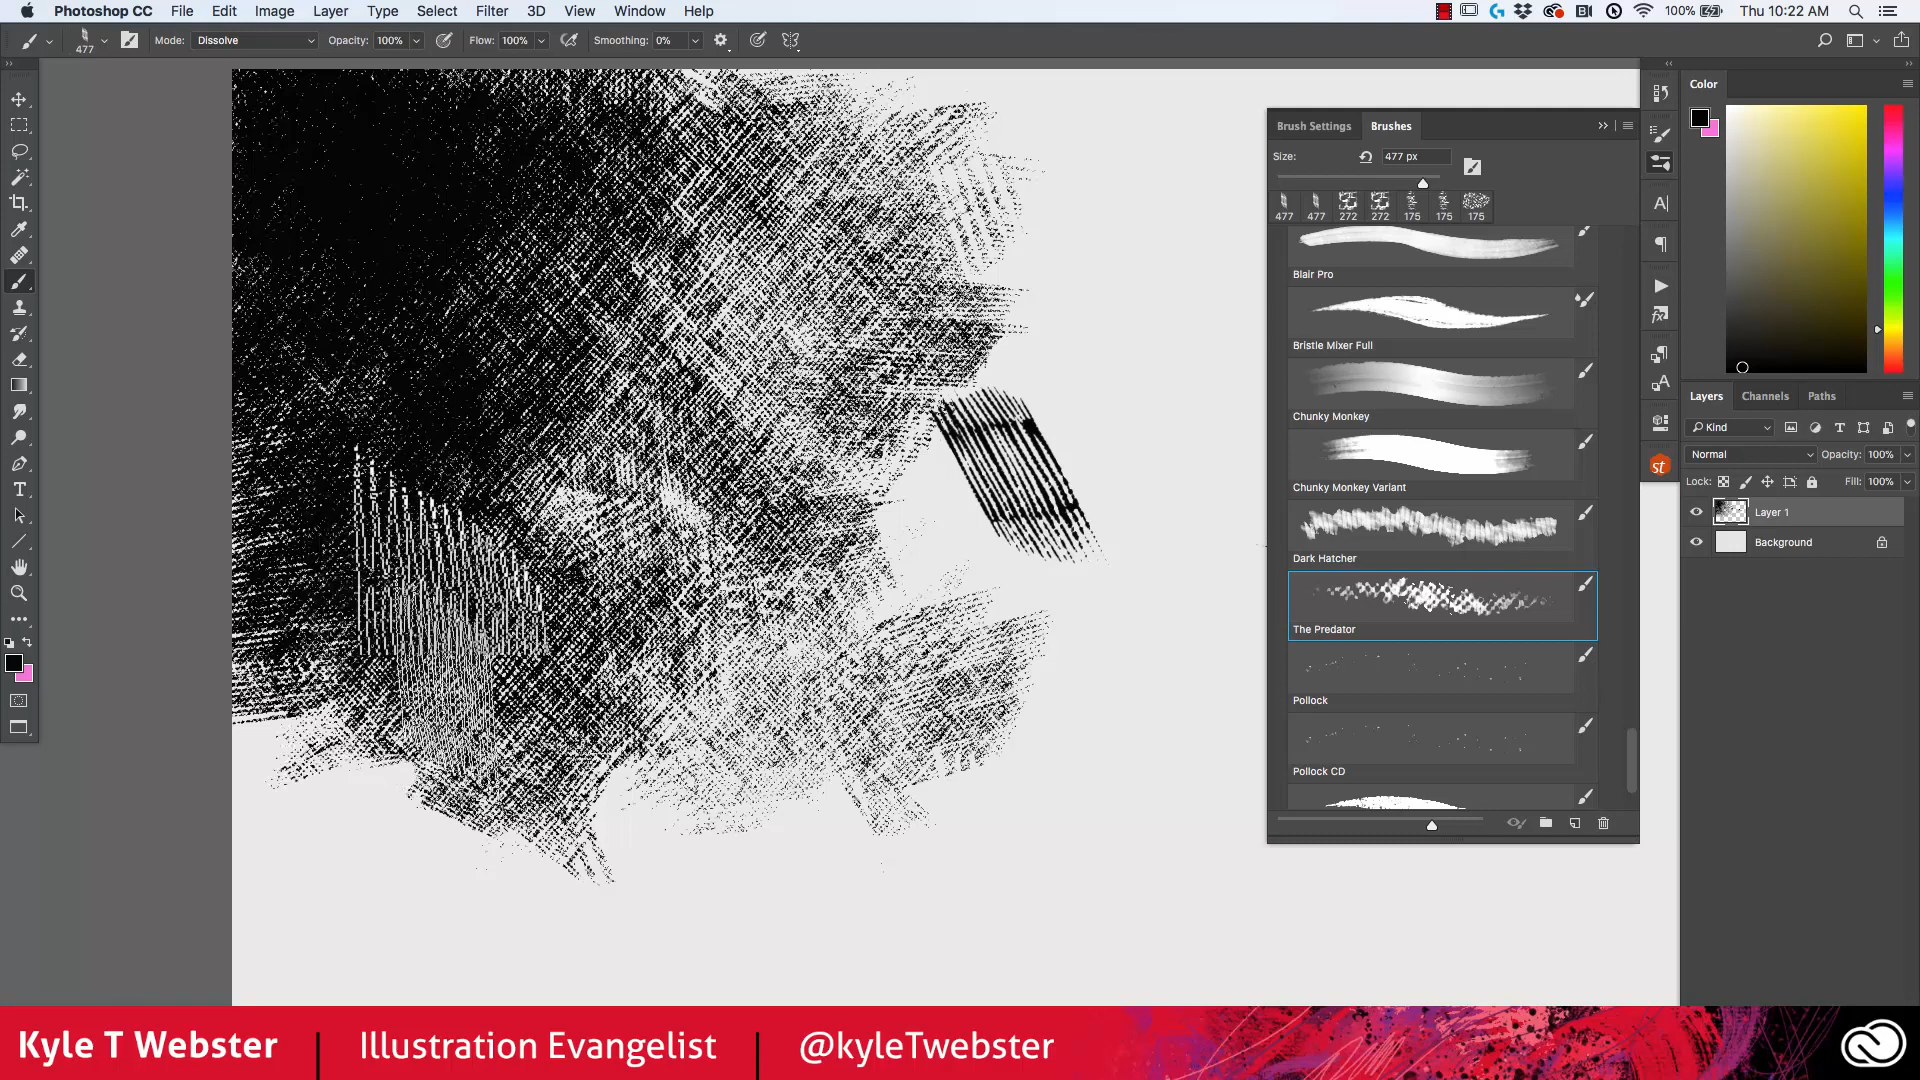 Photoshop CC File Edit Image Layer Type Select Filter 3D View Window Help 100% Thu 10:22 AM
477 Mode: Dissolve Opacity: 100% Flow: 100% Smoothing: 0%
Color
Brush Settings Brushes
Size: 477 px
477 477 272 272 175 175 175
Blair Pro
Bristle Mixer Full
Chunky Monkey
Chunky Monkey Variant
Dark Hatcher
The Predator
Pollock
Pollock CD
st
Layers Channels Paths
Kind
Normal Opacity: 100%
Lock: Fill: 100%
Layer 1
Background
Kyle T Webster | Illustration Evangelist | @kyleTwebster